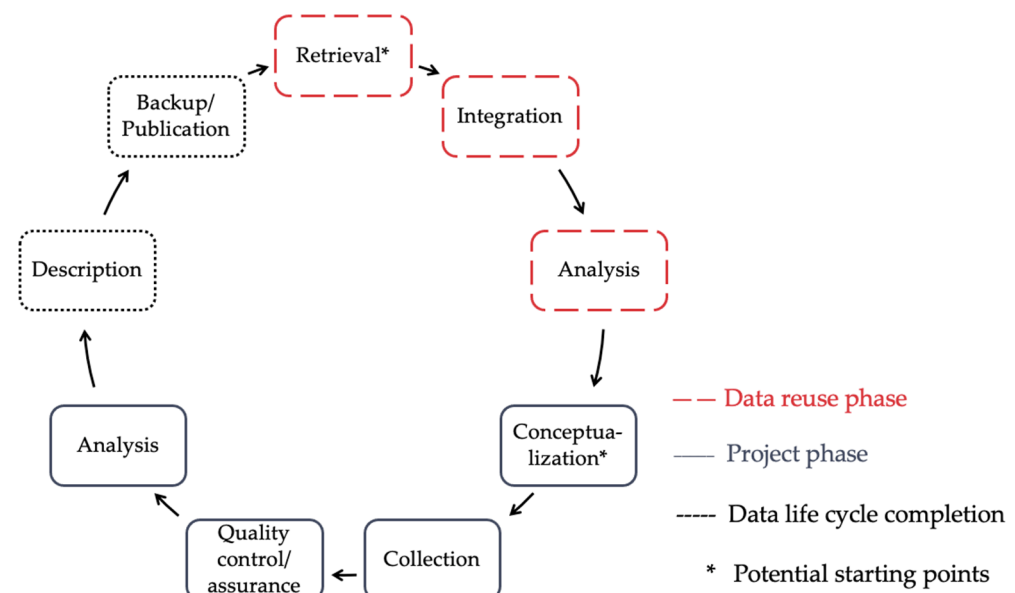 Retrieval*
Integration
Analysis
Conceptua-
lization*
Collection
Quality
control/
assurance
Analysis
Description
Backup/
Publication
Data reuse phase
Project phase
Data life cycle completion
* Potential starting points